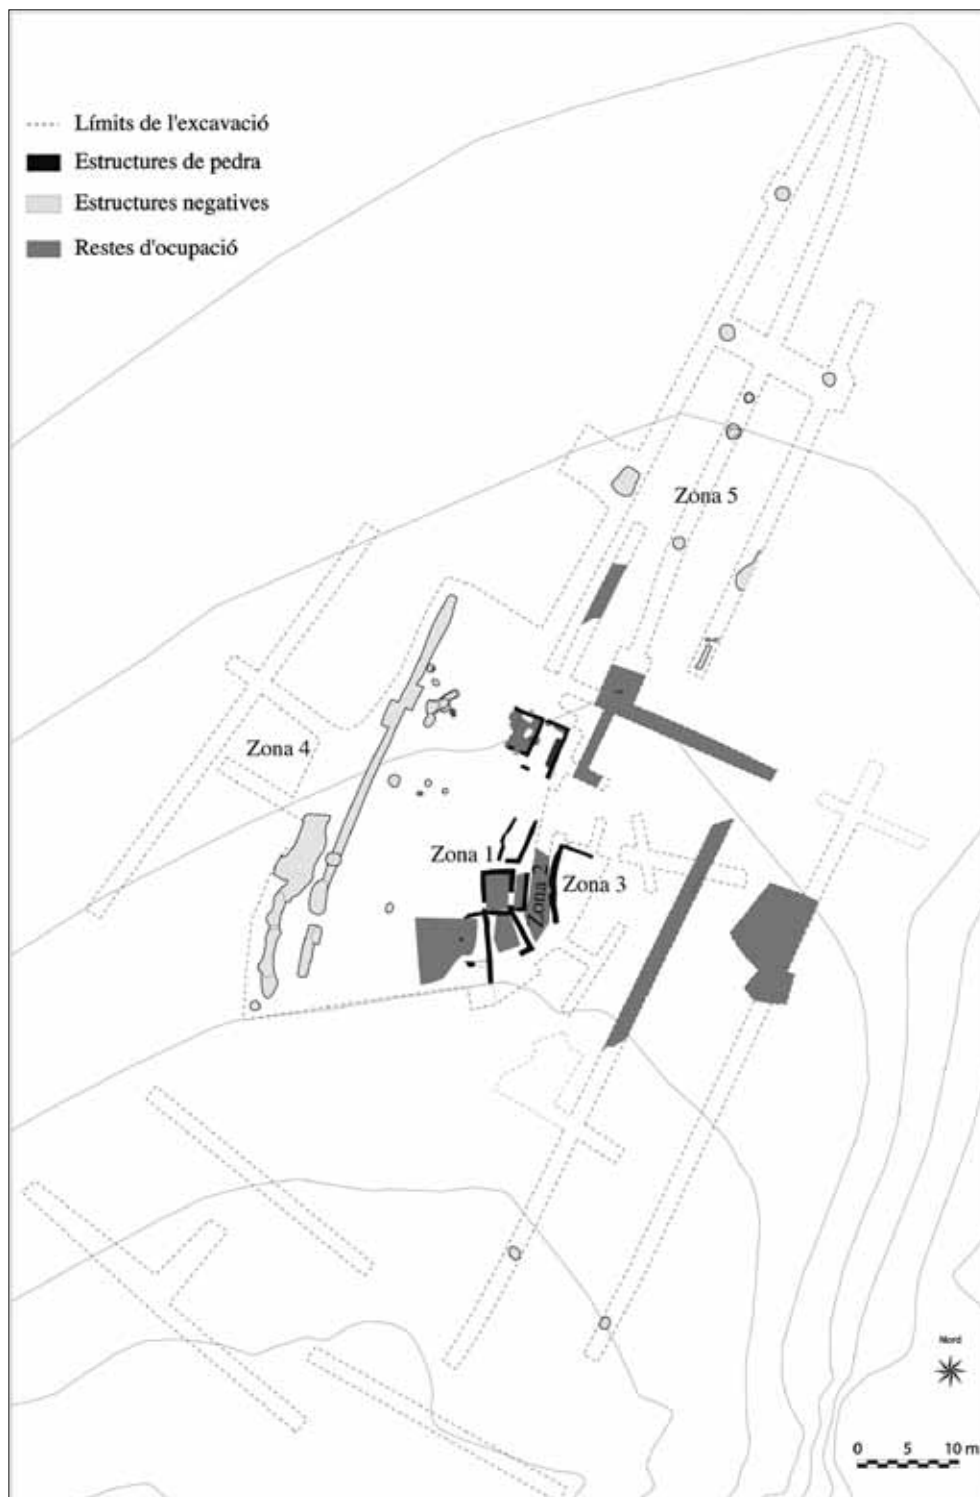 Límits de l'excavació
Estructures de pedra
Estructures negatives
Restes d'ocupació
Zona 5
Zona 4
Zona 1
Zona 2
Zona 3
Nord
0 5 10 m